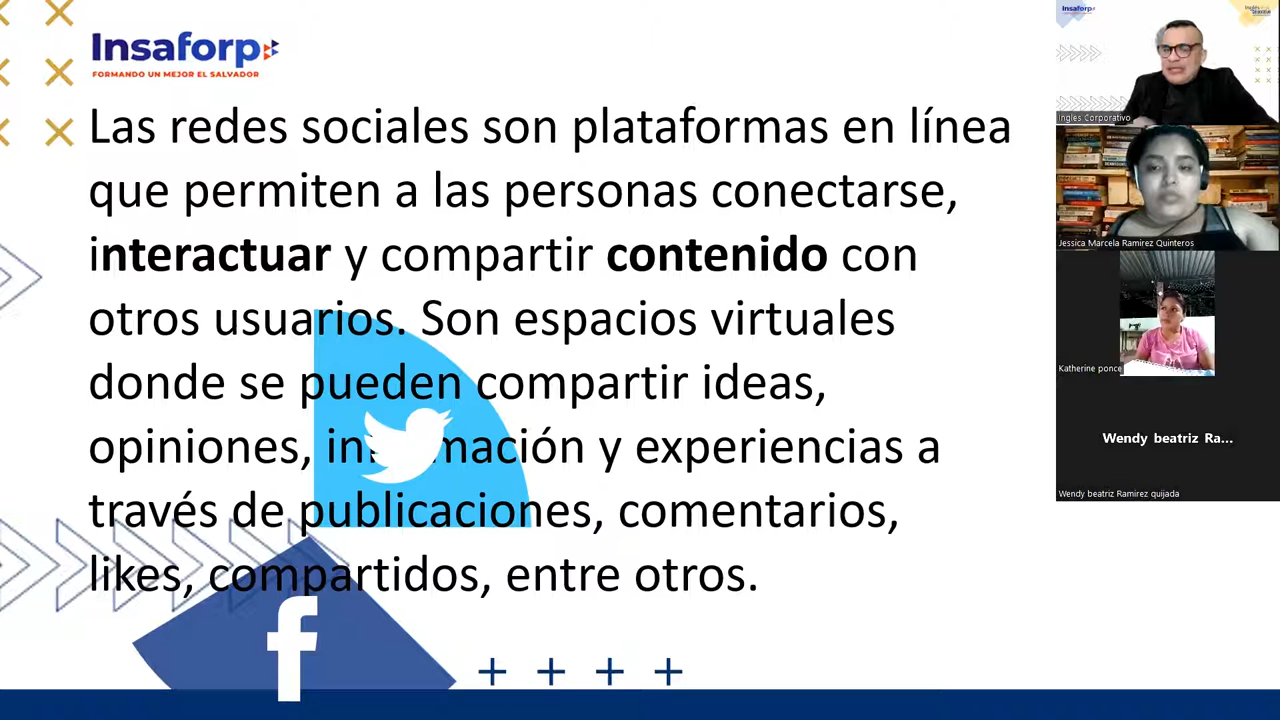 Insaforp
FORMANDO UN MEJOR EL SALVADOR
Las redes sociales son plataformas en línea
que permiten a las personas conectarse,
interactuar y compartir contenido con
otros usuarios. Son espacios virtuales
donde se pueden compartir ideas,
opiniones, información y experiencias a
través de publicaciones, comentarios,
likes, compartidos, entre otros.
Insaforp
Ingles Corporativo
Jessica Marcela Ramirez Quinteros
Katherine ponce
Wendy beatriz Ra...
Wendy beatriz Ramirez quijada